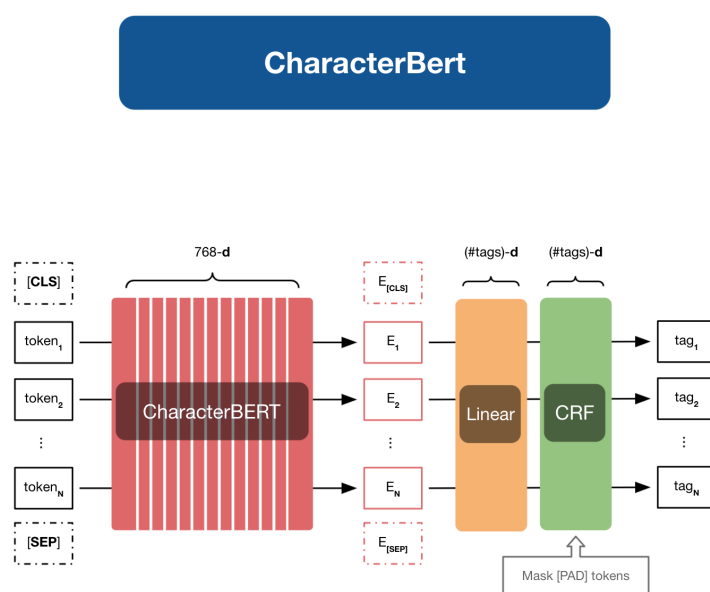 CharacterBert
768-d
(#tags)-d
(#tags)-d
[CLS]
E[CLS]
token1
E1
tag1
token2
CharacterBERT
E2
Linear
CRF
tag2
⋮
⋮
⋮
tokenN
EN
tagN
[SEP]
E[SEP]
Mask [PAD] tokens